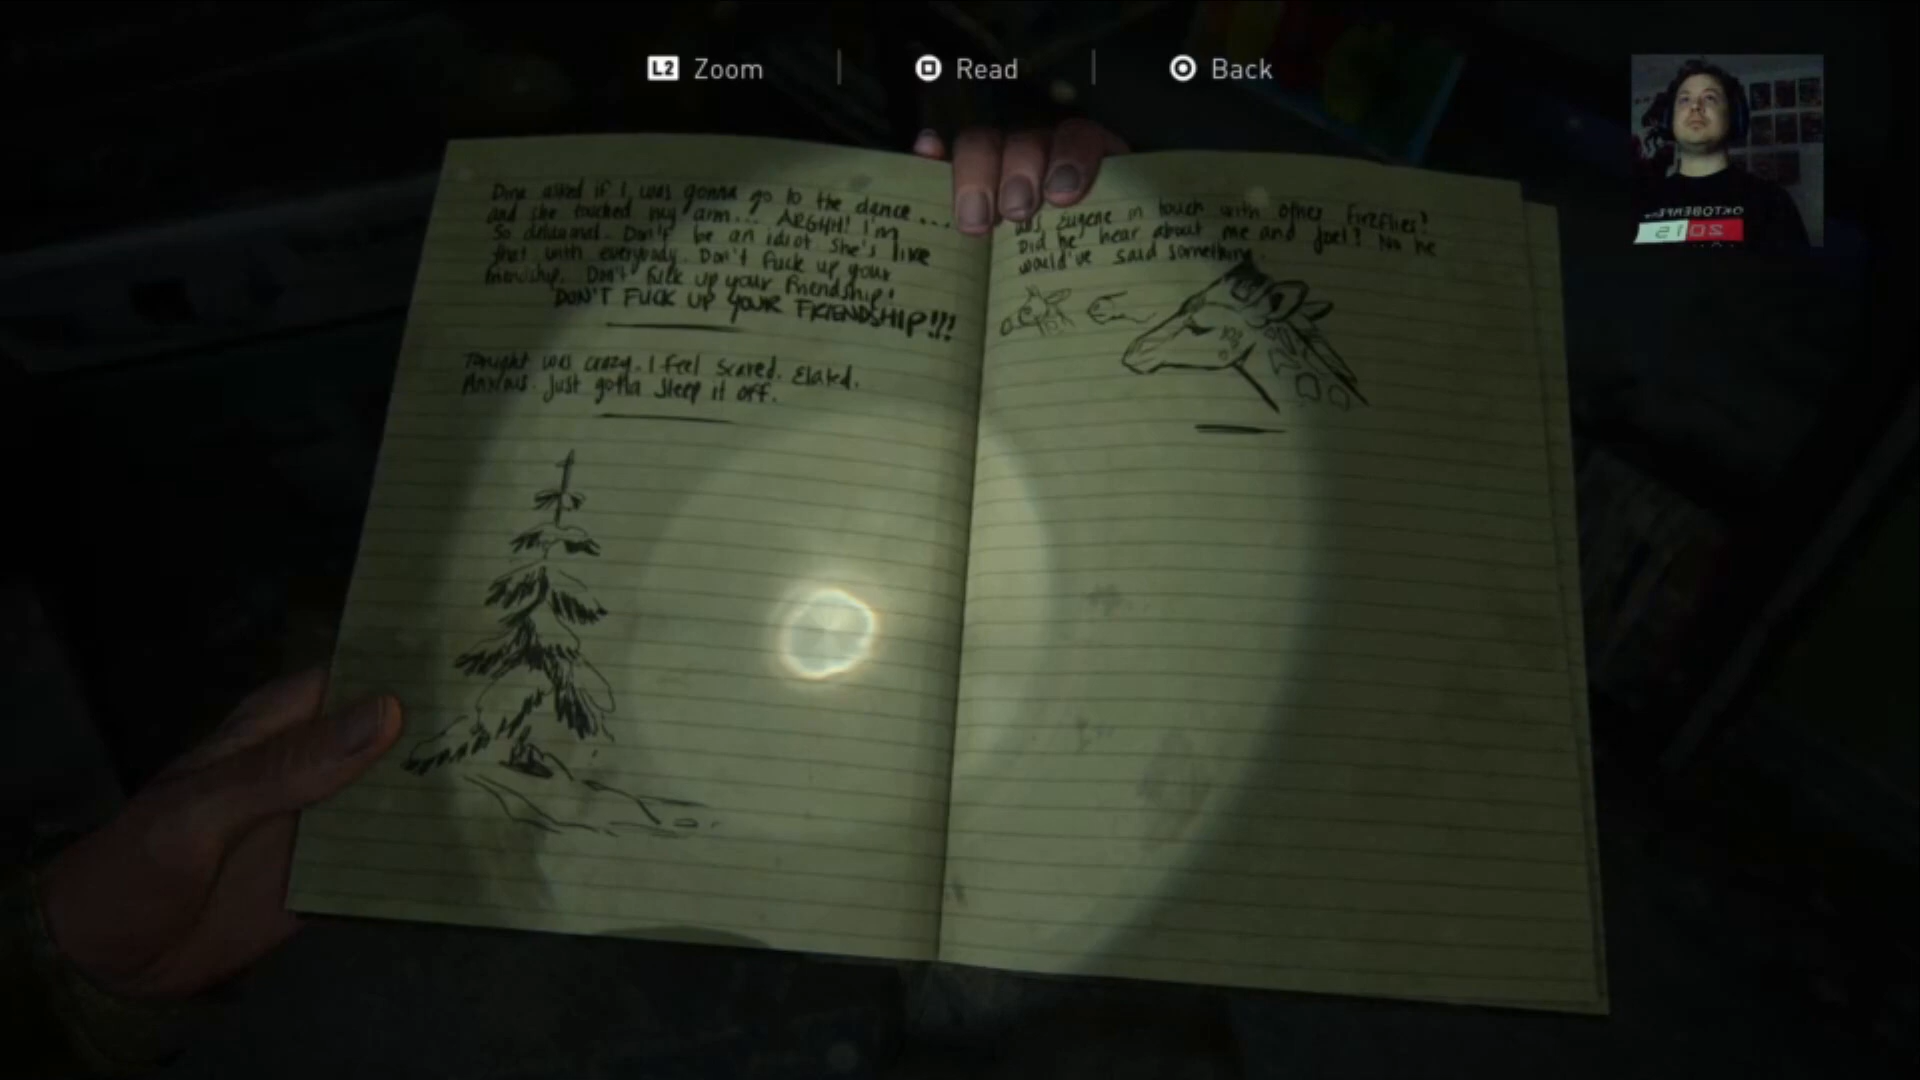 L2 Zoom
Read
Back
Dina asked if I was gonna go to the dance...
and she touched my arm... ARGHH! I'm
so delusional. Don't be an idiot she's like
that with everybody. Don't fuck up your
friendship. Don't fuck up your friendship!
DON'T FUCK UP YOUR FRIENDSHIP!!!
Tonight was crazy. I feel scared. Elated.
Anxious. Just gotta sleep it off.
Was Eugene in touch with other Fireflies?
Did he hear about me and Joel? No he
would've said something.
OKTOBERFE
2015